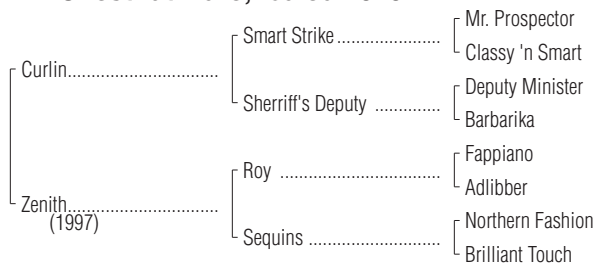 Mr. Prospector
Smart Strike
Classy 'n Smart
Curlin
Deputy Minister
Sherriff's Deputy
Barbarika
Fappiano
Roy
Adlibber
Zenith
(1997)
Northern Fashion
Sequins
Brilliant Touch